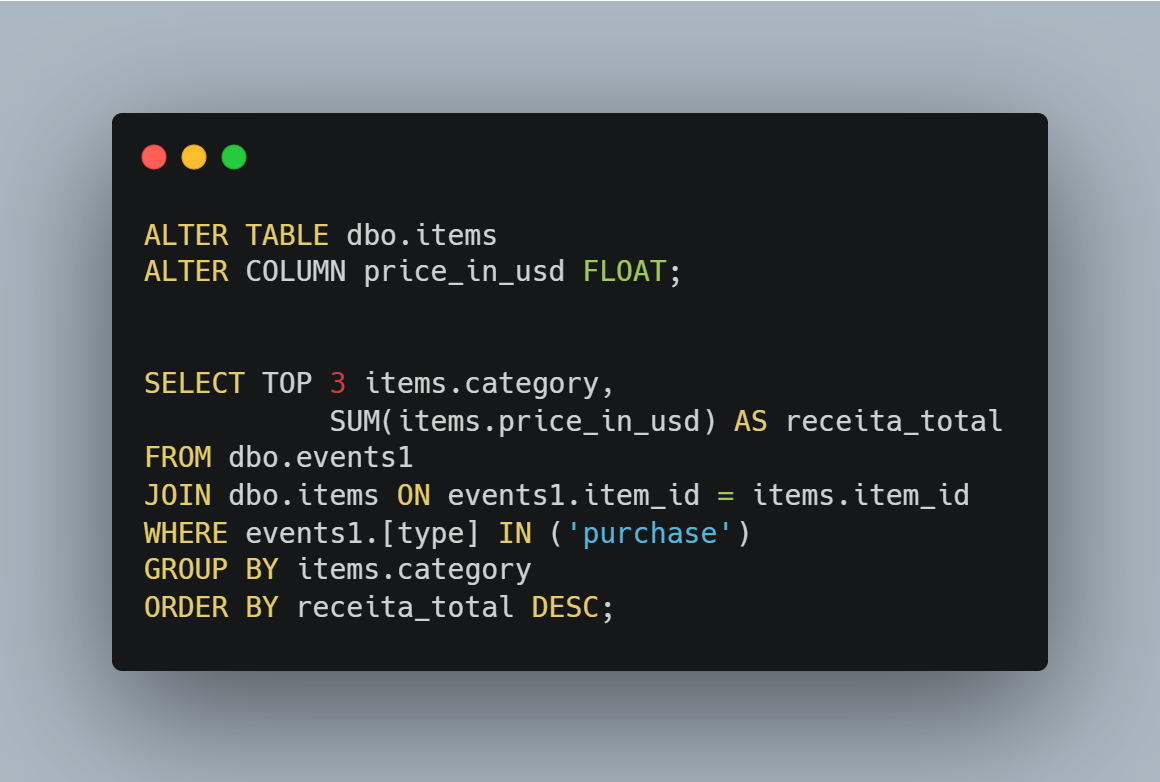 ALTER TABLE dbo.items
ALTER COLUMN price_in_usd FLOAT;
SELECT TOP 3 items.category,
SUM(items.price_in_usd) AS receita_total
FROM dbo.events1
JOIN dbo.items ON events1.item_id = items.item_id
WHERE events1.[type] IN ('purchase')
GROUP BY items.category
ORDER BY receita_total DESC;